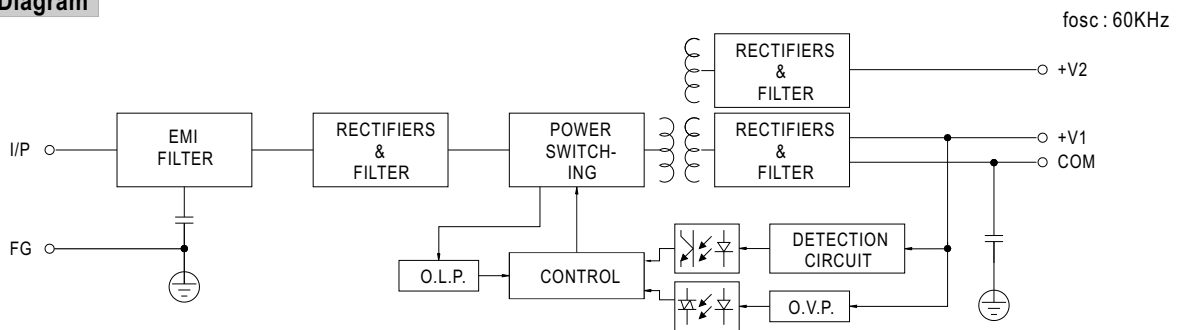 Diagram
fosc : 60KHz
RECTIFIERS
&
FILTER
+V2
I/P
EMI
FILTER
RECTIFIERS
&
FILTER
POWER
SWITCH-
ING
RECTIFIERS
&
FILTER
+V1
COM
FG
O.L.P.
CONTROL
DETECTION
CIRCUIT
O.V.P.